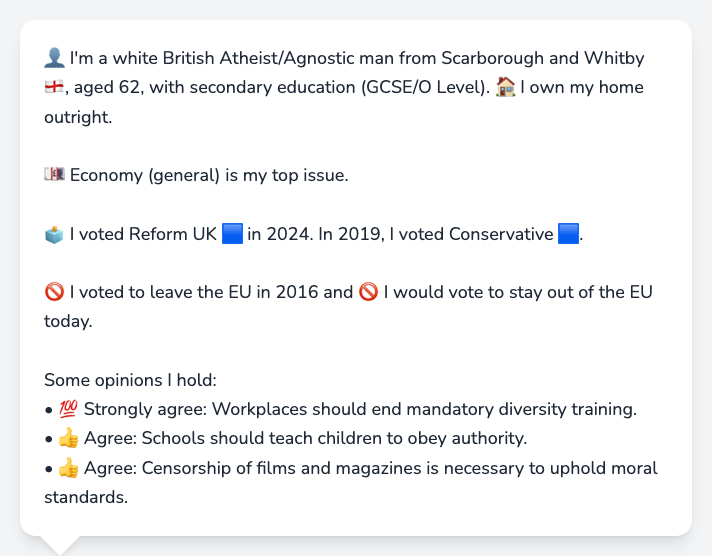 👤 I'm a white British Atheist/Agnostic man from Scarborough and Whitby
🏴󠁧󠁢󠁥󠁮󠁧󠁿, aged 62, with secondary education (GCSE/O Level). 🏠 I own my home
outright.
💷 Economy (general) is my top issue.
🗳️ I voted Reform UK 🟦 in 2024. In 2019, I voted Conservative 🟦.
🚫 I voted to leave the EU in 2016 and 🚫 I would vote to stay out of the EU
today.
Some opinions I hold:
• 💯 Strongly agree: Workplaces should end mandatory diversity training.
• 👍 Agree: Schools should teach children to obey authority.
• 👍 Agree: Censorship of films and magazines is necessary to uphold moral
standards.